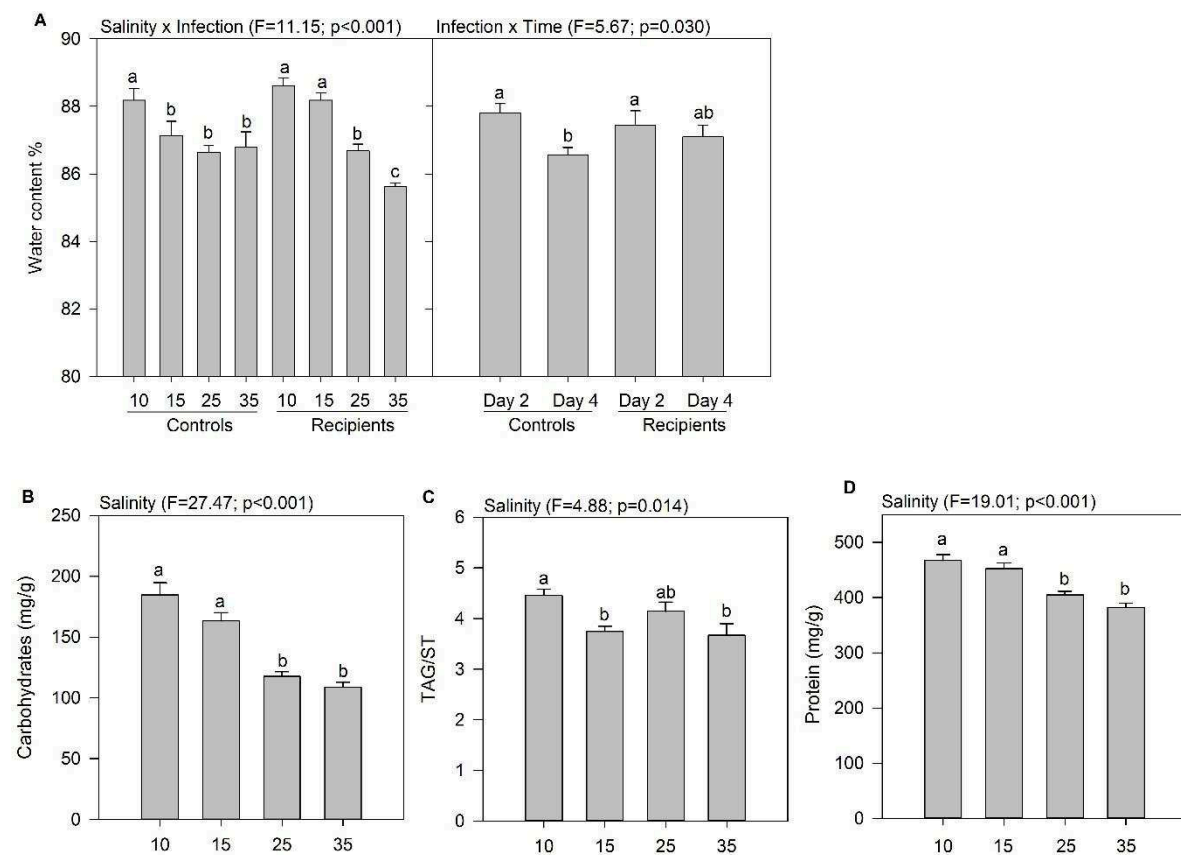 A
Salinity x Infection (F=11.15; p<0.001)
Infection x Time (F=5.67; p=0.030)
Water content %
90
88
86
84
82
80
a
b
b
b
a
a
b
c
a
b
a
ab
10 15 25 35 10 15 25 35
Controls Recipients
Day 2 Day 4 Day 2 Day 4
Controls Recipients
B
Salinity (F=27.47; p<0.001)
Carbohydrates (mg/g)
250
200
150
100
50
0
a
a
b
b
10 15 25 35
C
Salinity (F=4.88; p=0.014)
TAG/ST
6
5
4
3
2
1
0
a
b
ab
b
10 15 25 35
D
Salinity (F=19.01; p<0.001)
Protein (mg/g)
500
400
300
200
100
0
a
a
b
b
10 15 25 35